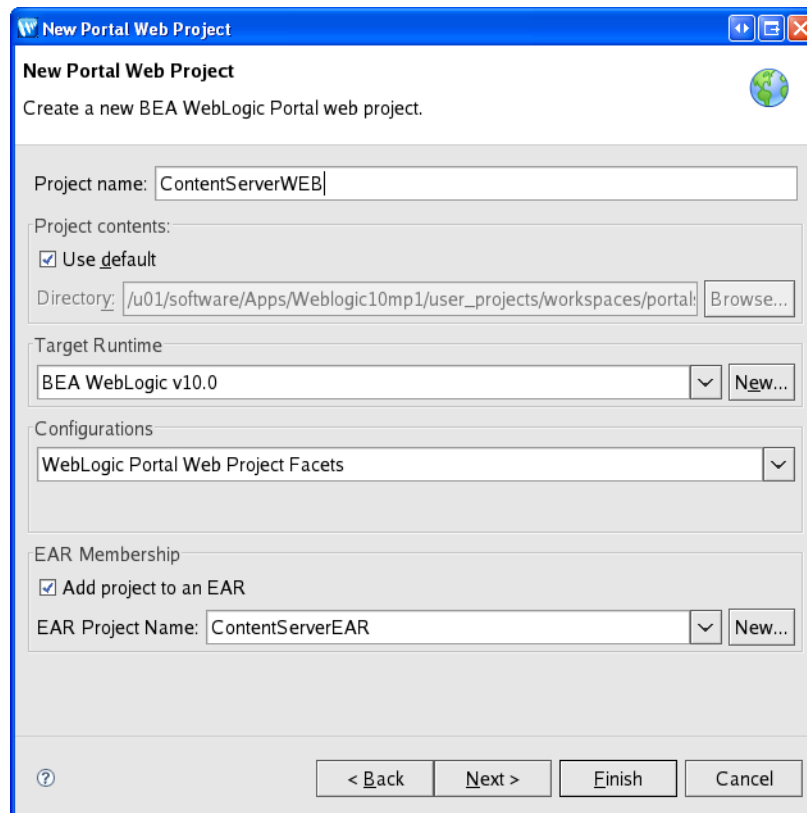 New Portal Web Project
New Portal Web Project
Create a new BEA WebLogic Portal web project.
Project name: ContentServerWEB
Project contents:
Use default
Directory: /u01/software/Apps/Weblogic10mp1/user_projects/workspaces/portal Browse...
Target Runtime
BEA WebLogic v10.0 New...
Configurations
WebLogic Portal Web Project Facets
EAR Membership
Add project to an EAR
EAR Project Name: ContentServerEAR New...
< Back Next > Finish Cancel